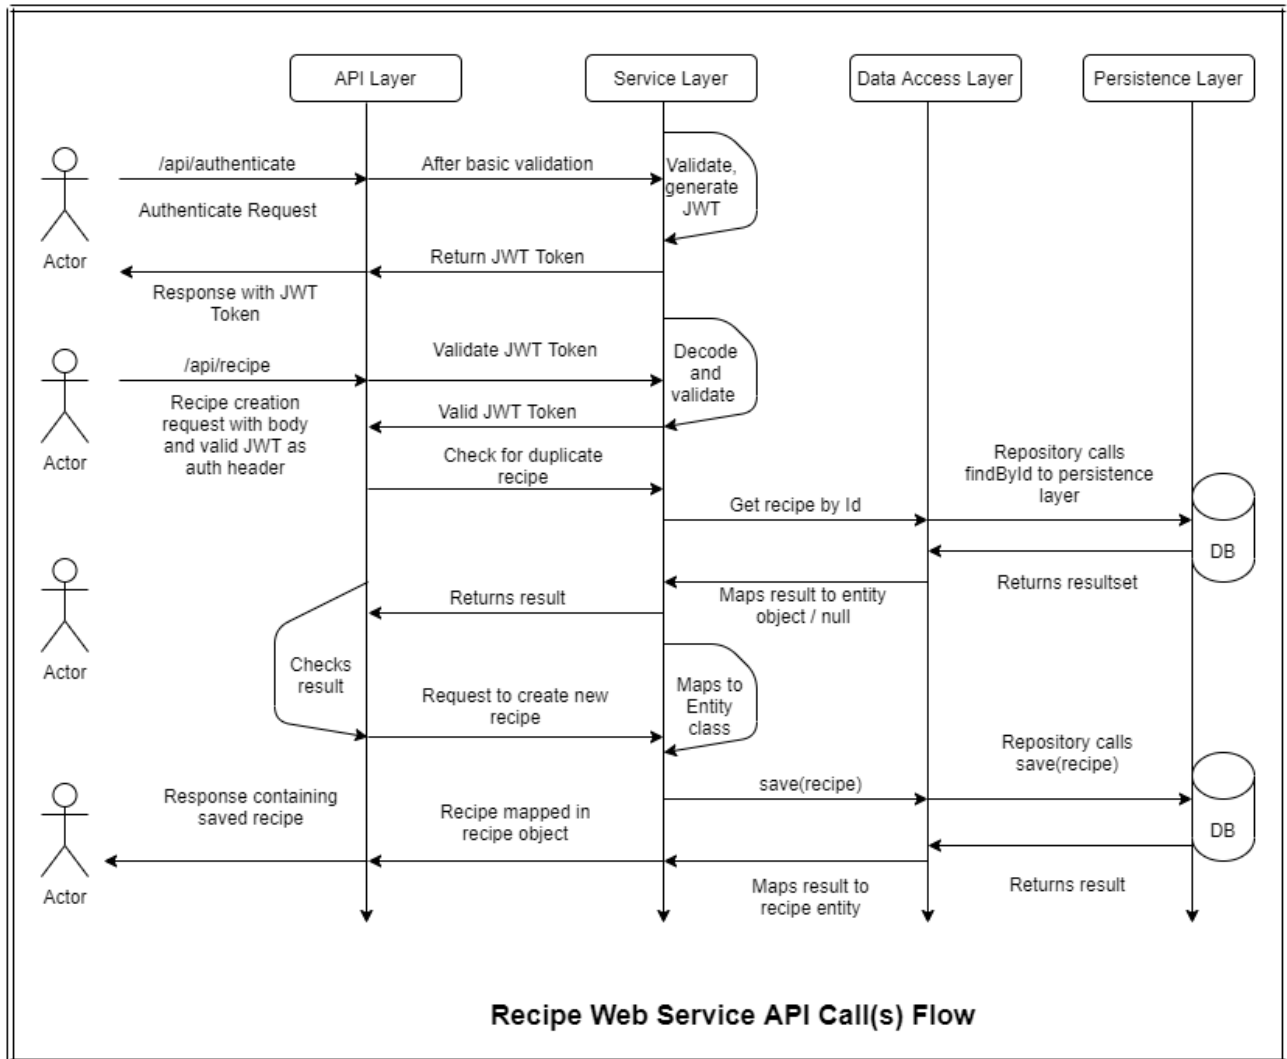 API Layer
Service Layer
Data Access Layer
Persistence Layer
/api/authenticate
After basic validation
Validate,
generate
JWT
Authenticate Request
Actor
Return JWT Token
Response with JWT
Token
/api/recipe
Validate JWT Token
Decode
and
validate
Recipe creation
request with body
and valid JWT as
auth header
Actor
Valid JWT Token
Check for duplicate
recipe
Repository calls
findById to persistence
layer
Get recipe by Id
DB
Returns resultset
Maps result to entity
object / null
Returns result
Actor
Checks
result
Request to create new
recipe
Maps to
Entity
class
Repository calls
save(recipe)
save(recipe)
DB
Response containing
saved recipe
Recipe mapped in
recipe object
Actor
Maps result to
recipe entity
Returns result
Recipe Web Service API Call(s) Flow